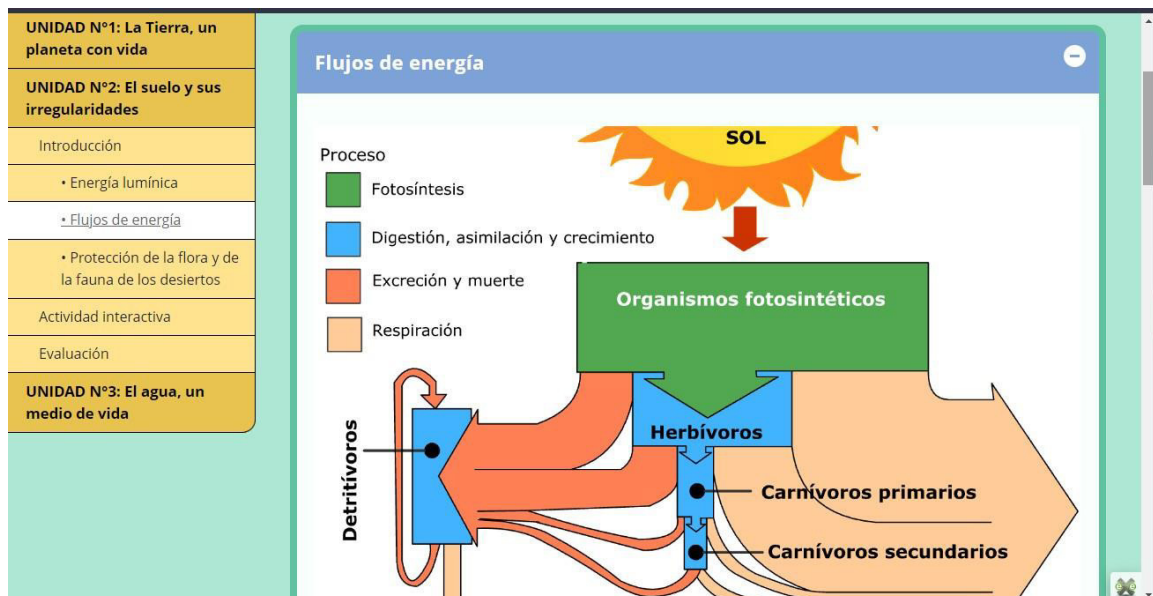 UNIDAD Nº1: La Tierra, un
planeta con vida
UNIDAD Nº2: El suelo y sus
irregularidades
Introducción
• Energía lumínica
• Flujos de energía
• Protección de la flora y de
la fauna de los desiertos
Actividad interactiva
Evaluación
UNIDAD Nº3: El agua, un
medio de vida
Flujos de energía
SOL
Proceso
Fotosíntesis
Digestión, asimilación y crecimiento
Excreción y muerte
Respiración
Organismos fotosintéticos
Herbívoros
Detritívoros
Carnívoros primarios
Carnívoros secundarios